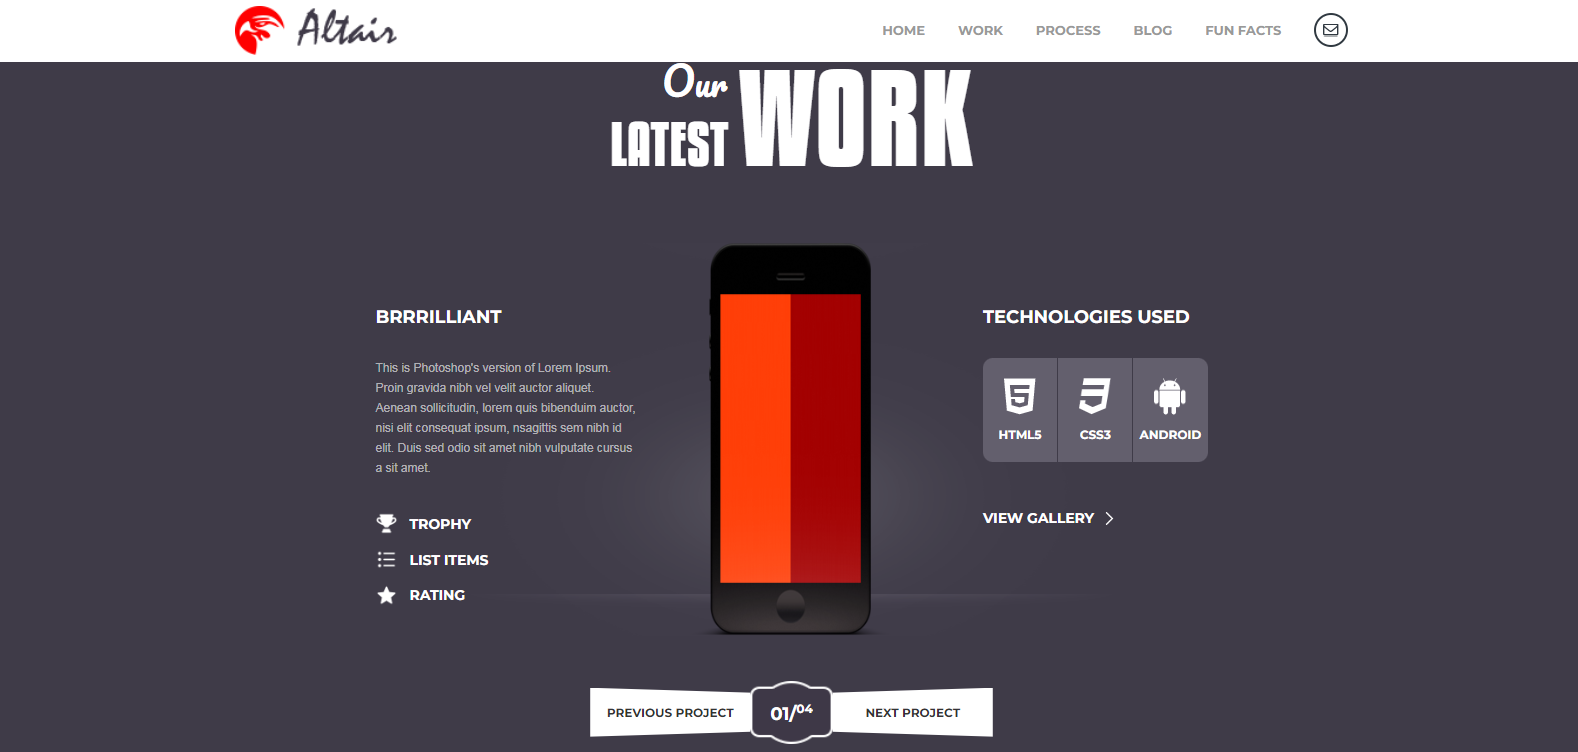 Altair
HOME WORK PROCESS BLOG FUN FACTS
Our
LATEST WORK
BRRRILLIANT
This is Photoshop's version of Lorem Ipsum.
Proin gravida nibh vel velit auctor aliquet.
Aenean sollicitudin, lorem quis bibenduim auctor,
nisi elit consequat ipsum, nsagittis sem nibh id
elit. Duis sed odio sit amet nibh vulputate cursus
a sit amet.
TROPHY
LIST ITEMS
RATING
TECHNOLOGIES USED
HTML5 CSS3 ANDROID
VIEW GALLERY
PREVIOUS PROJECT 01/04 NEXT PROJECT